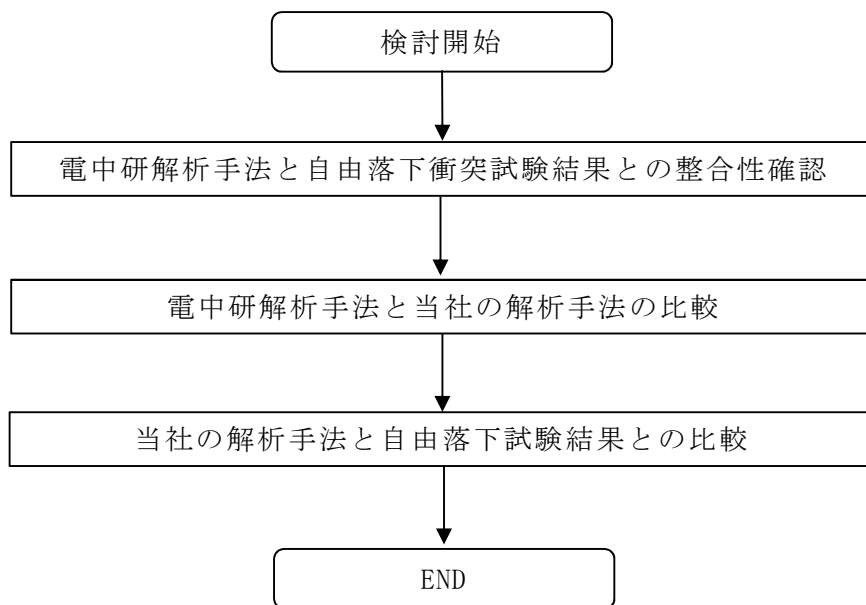 検討開始
電中研解析手法と自由落下衝突試験結果との整合性確認
電中研解析手法と当社の解析手法の比較
当社の解析手法と自由落下試験結果との比較
END